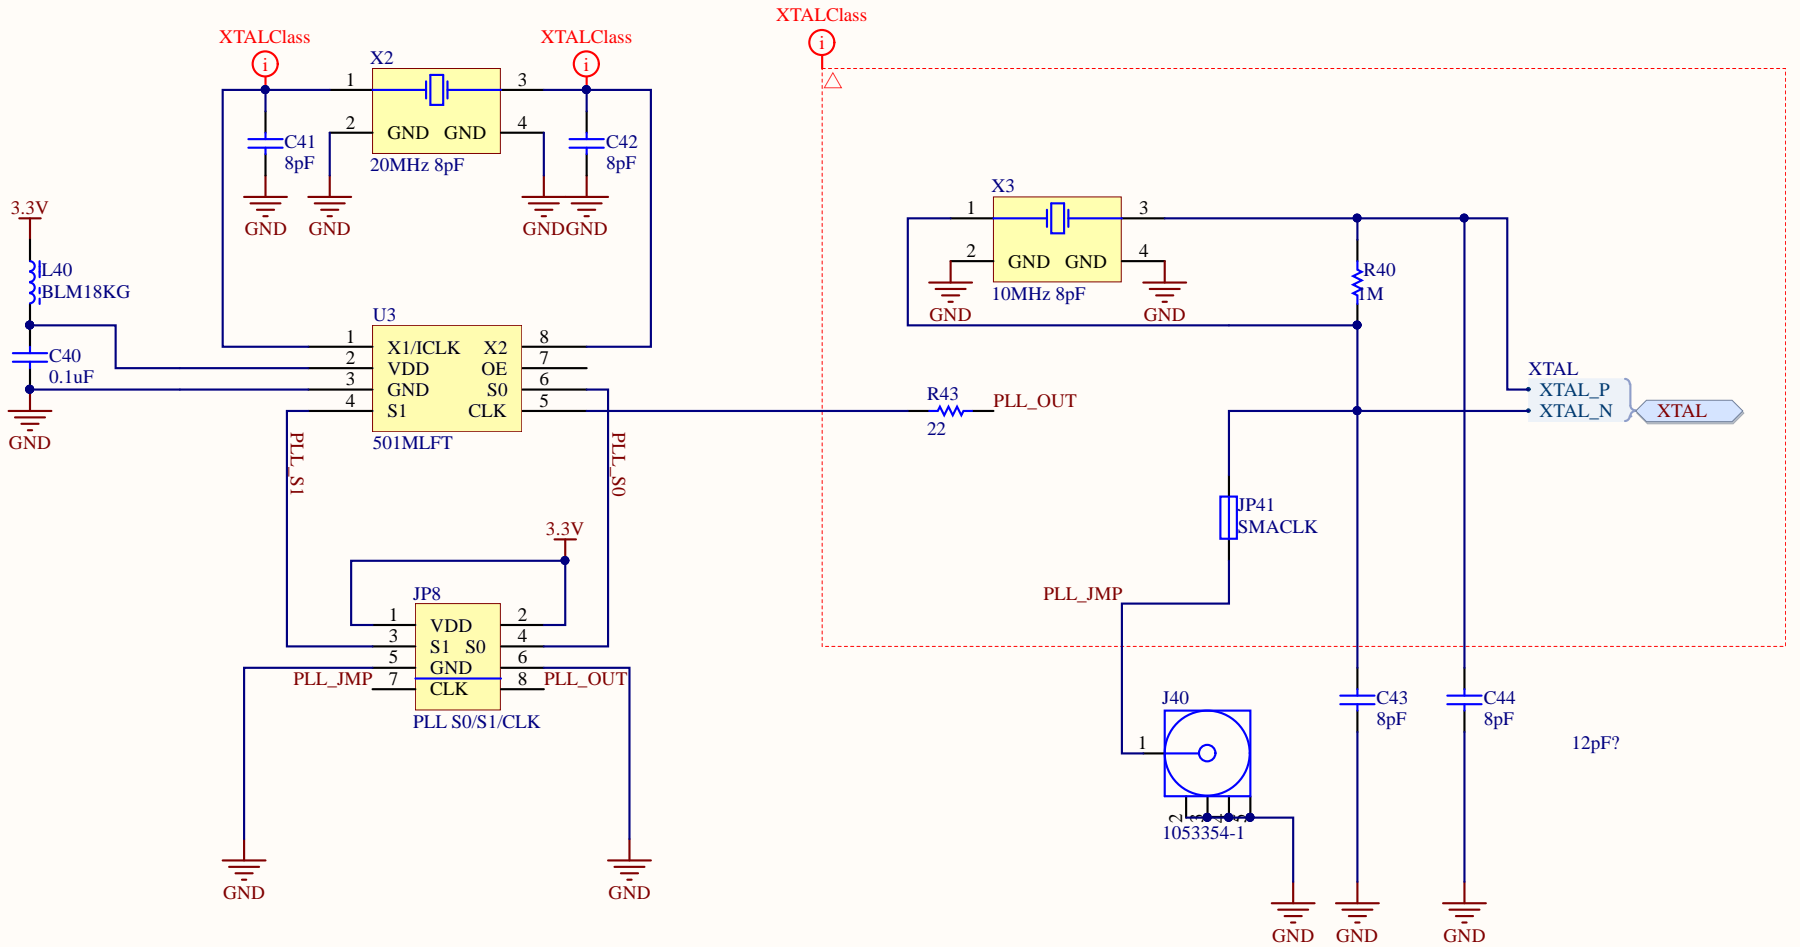 XTALClass
XTALClass
XTALClass
i
i
i
X2
1
3
2
4
GND
GND
20MHz 8pF
C41
8pF
C42
8pF
GND
GND
GND
GND
3.3V
L40
BLM18KG
C40
0.1uF
GND
U3
1
X1/ICLK
X2
8
2
VDD
OE
7
3
GND
S0
6
4
S1
CLK
5
501MLFT
PLL_S1
PLL_S0
3.3V
JP8
1
VDD
2
3
S1
S0
4
5
GND
6
PLL_JMP
7
CLK
8
PLL_OUT
PLL S0/S1/CLK
GND
GND
X3
1
3
2
4
GND
GND
10MHz 8pF
GND
GND
R40
1M
R43
22
PLL_OUT
XTAL
XTAL_P
XTAL_N
XTAL
JP41
SMACLK
PLL_JMP
J40
1
2
3
4
5
1053354-1
C43
8pF
C44
8pF
12pF?
GND
GND
GND